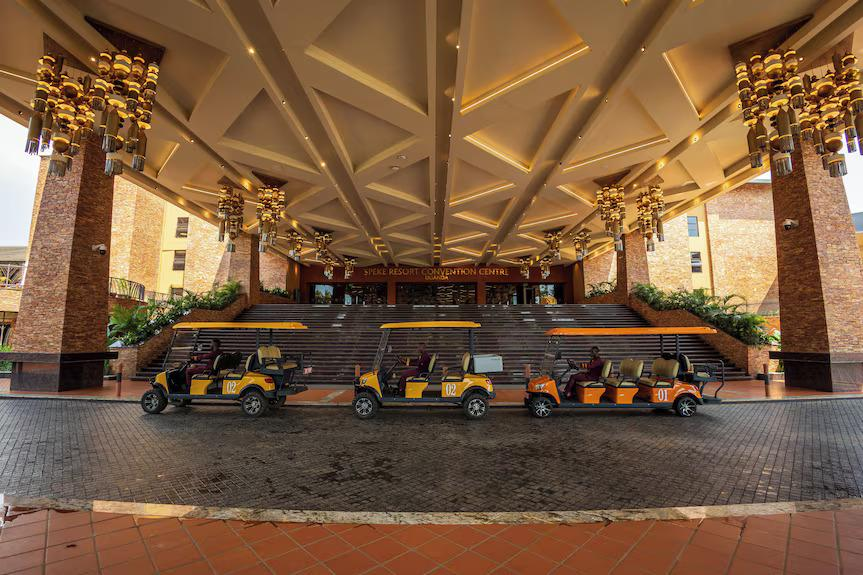 SPEKE RESORT CONVENTION CENTRE
UGANDA
02
02
01